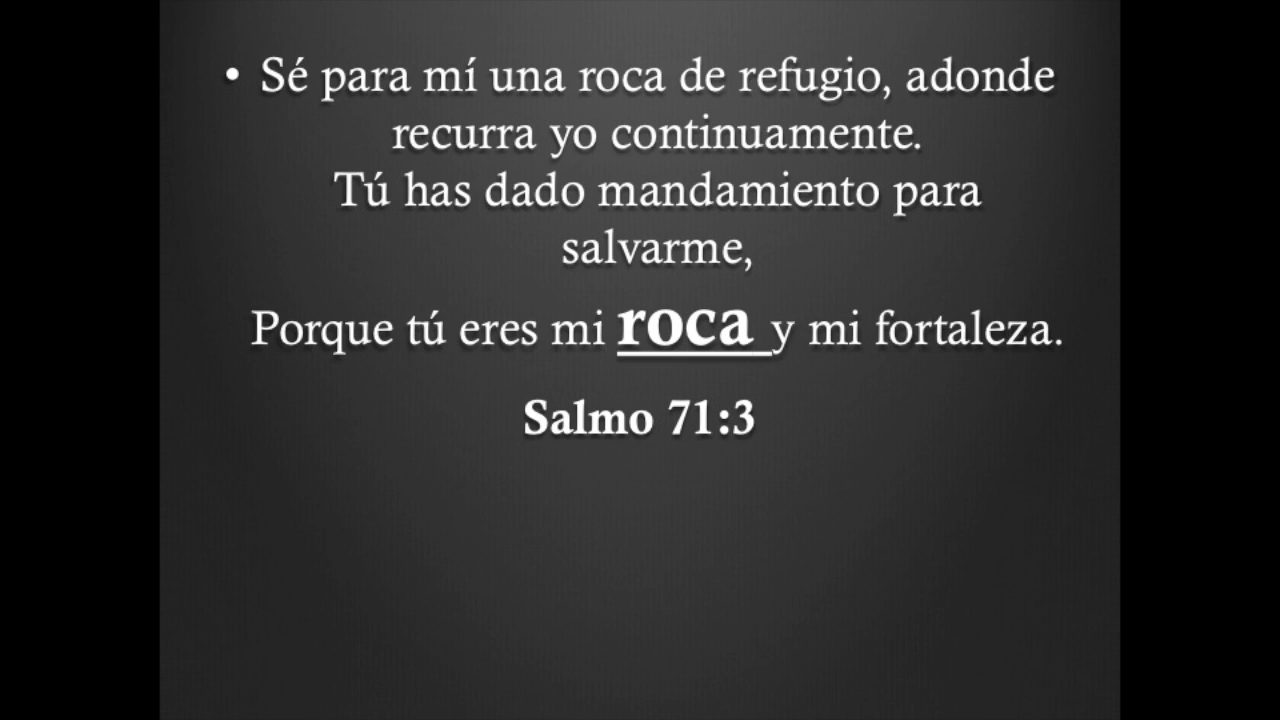 • Sé para mí una roca de refugio, adonde
recurra yo continuamente.
Tú has dado mandamiento para
salvarme,
Porque tú eres mi roca y mi fortaleza.
Salmo 71:3